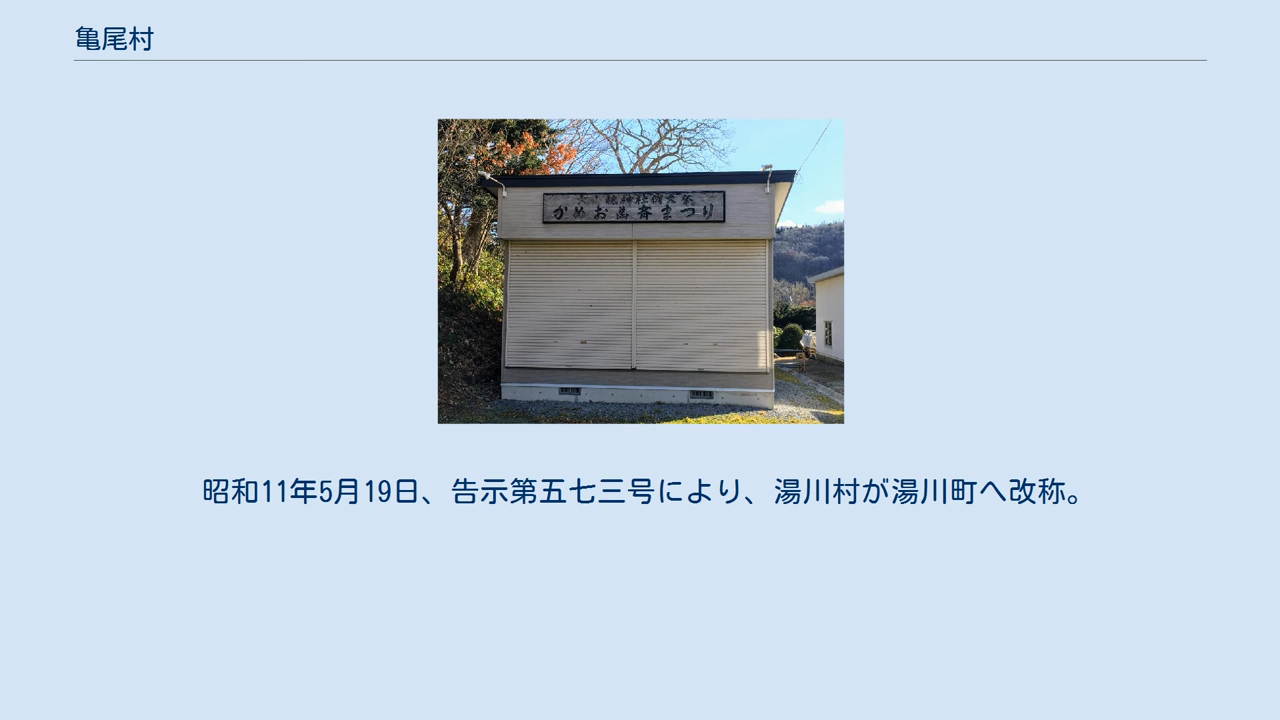 亀尾村
かめお萬斉まつり
昭和11年5月19日、告示第五七三号により、湯川村が湯川町へ改称。